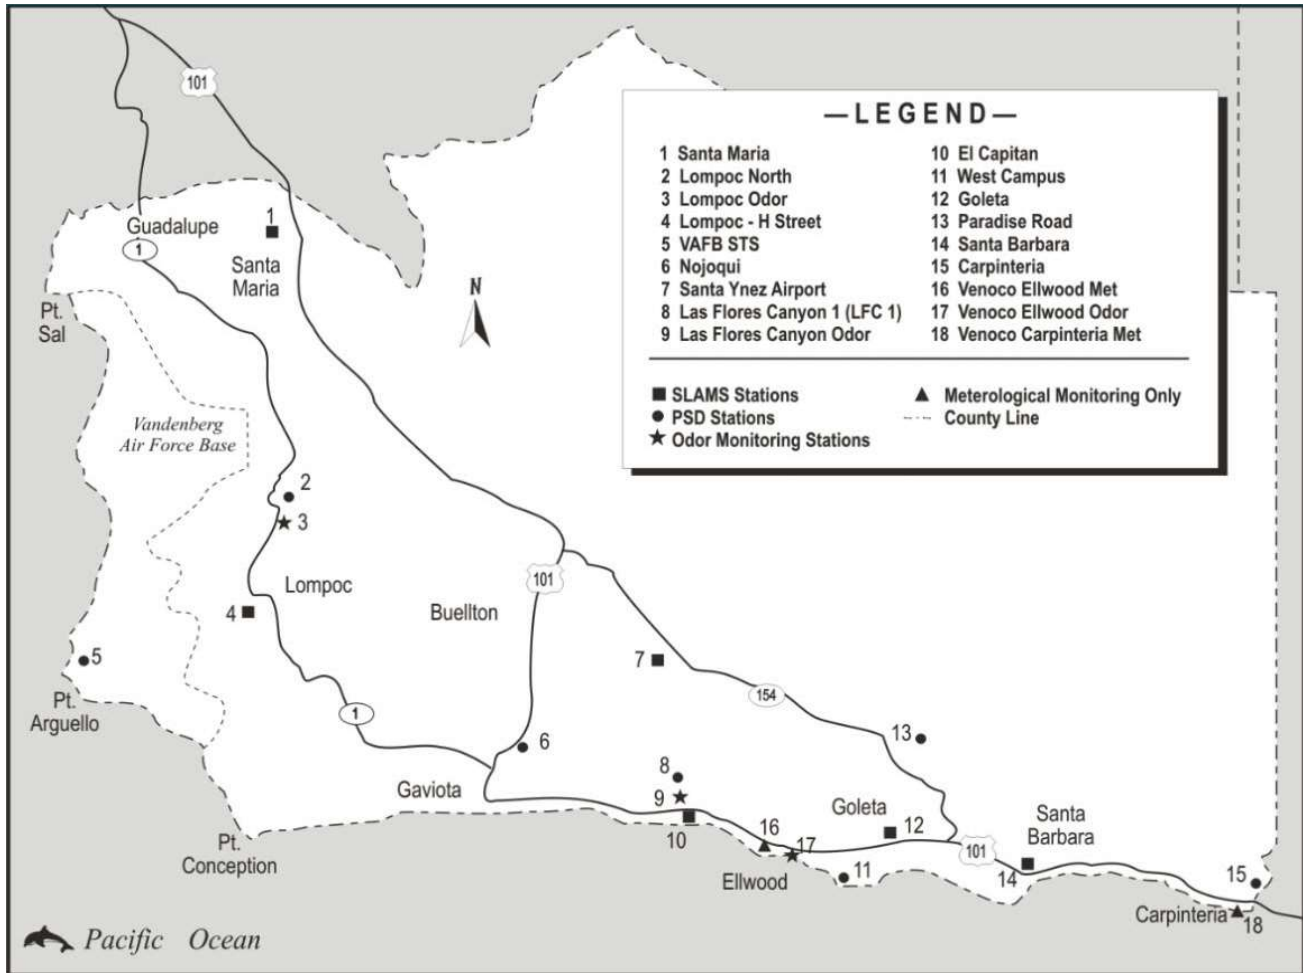 101
—LEGEND—
1 Santa Maria
2 Lompoc North
3 Lompoc Odor
4 Lompoc - H Street
5 VAFB STS
6 Nojoqui
7 Santa Ynez Airport
8 Las Flores Canyon 1 (LFC 1)
9 Las Flores Canyon Odor
10 El Capitan
11 West Campus
12 Goleta
13 Paradise Road
14 Santa Barbara
15 Carpinteria
16 Venoco Ellwood Met
17 Venoco Ellwood Odor
18 Venoco Carpinteria Met
SLAMS Stations
PSD Stations
Odor Monitoring Stations
Meterological Monitoring Only
County Line
Guadalupe
1
1
Santa
Maria
N
Pt.
Sal
Vandenberg
Air Force Base
2
3
Lompoc
101
Buellton
4
5
7
Pt.
Arguello
154
1
6
13
8
Gaviota
9
Goleta
Santa
Barbara
10
16
17
12
101
Pt.
Conception
Ellwood
11
14
15
Carpinteria
18
Pacific Ocean